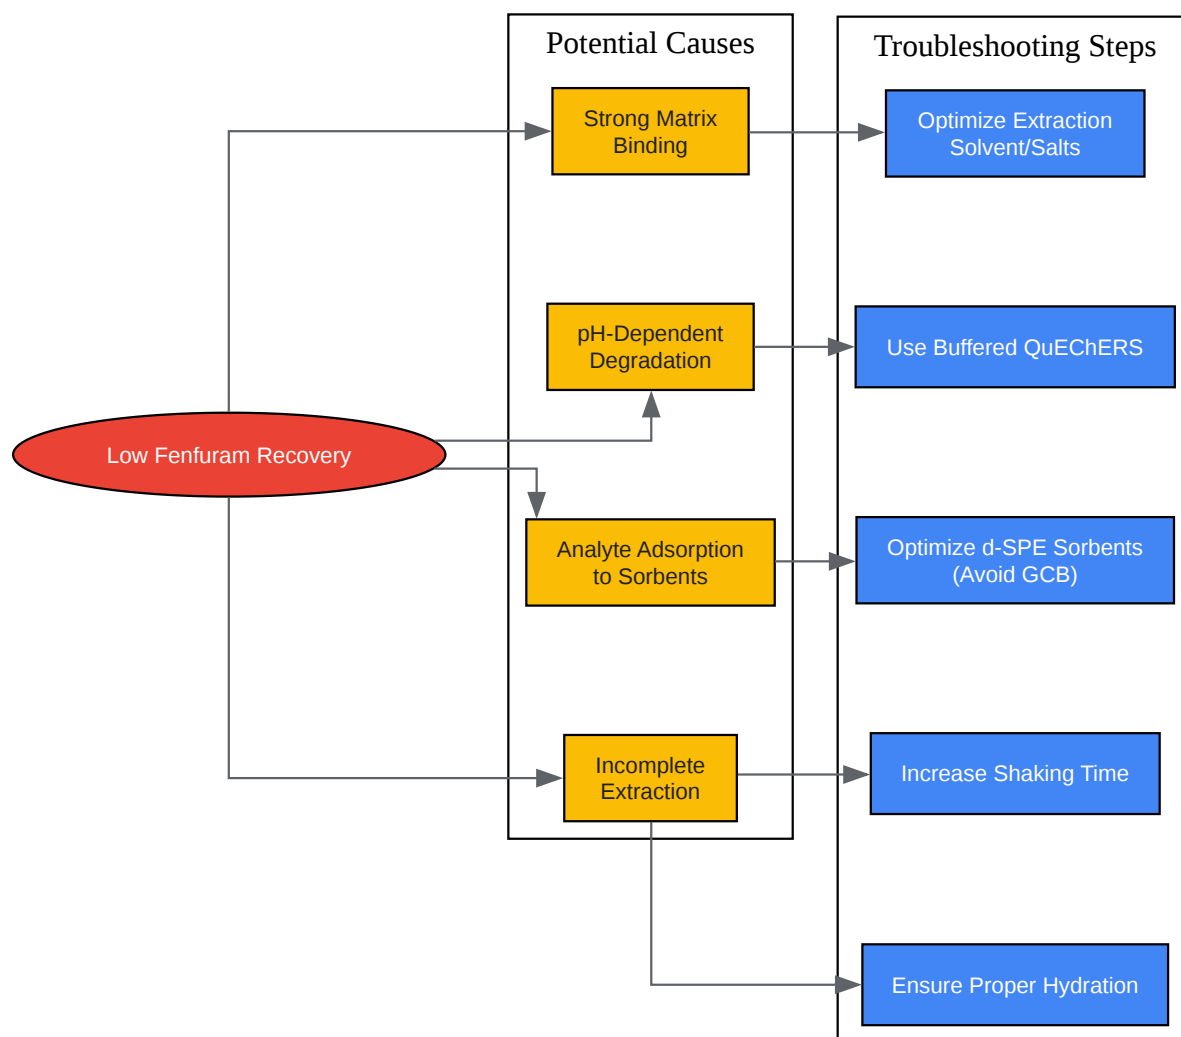 Potential Causes
Troubleshooting Steps
Strong Matrix
Binding
Optimize Extraction
Solvent/Salts
pH-Dependent
Degradation
Use Buffered QuEChERS
Low Fenfuram Recovery
Analyte Adsorption
to Sorbents
Optimize d-SPE Sorbents
(Avoid GCB)
Incomplete
Extraction
Increase Shaking Time
Ensure Proper Hydration